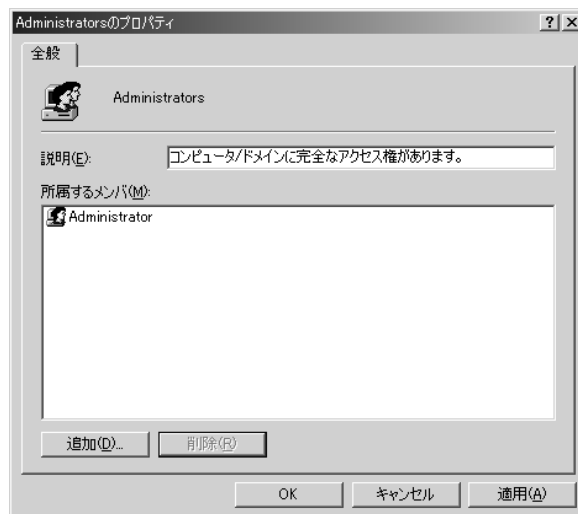 Administratorsのプロパティ
全般
Administrators
説明(E):
コンピュータ/ドメインに完全なアクセス権があります。
所属するメンバ(M):
Administrator
追加(D)...
削除(R)
OK
キャンセル
適用(A)